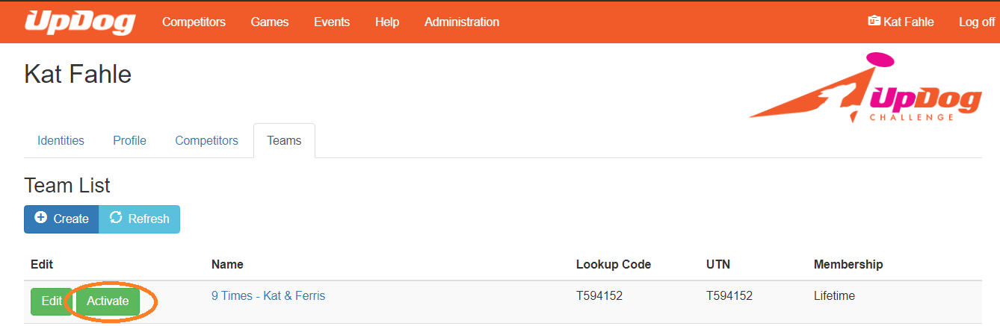 UpDog Competitors Games Events Help Administration Kat Fahle Log off
Kat Fahle
UpDog
CHALLENGE
Identities Profile Competitors Teams
Team List
Create Refresh
Edit Name Lookup Code UTN Membership
Edit Activate 9 Times - Kat & Ferris T594152 T594152 Lifetime